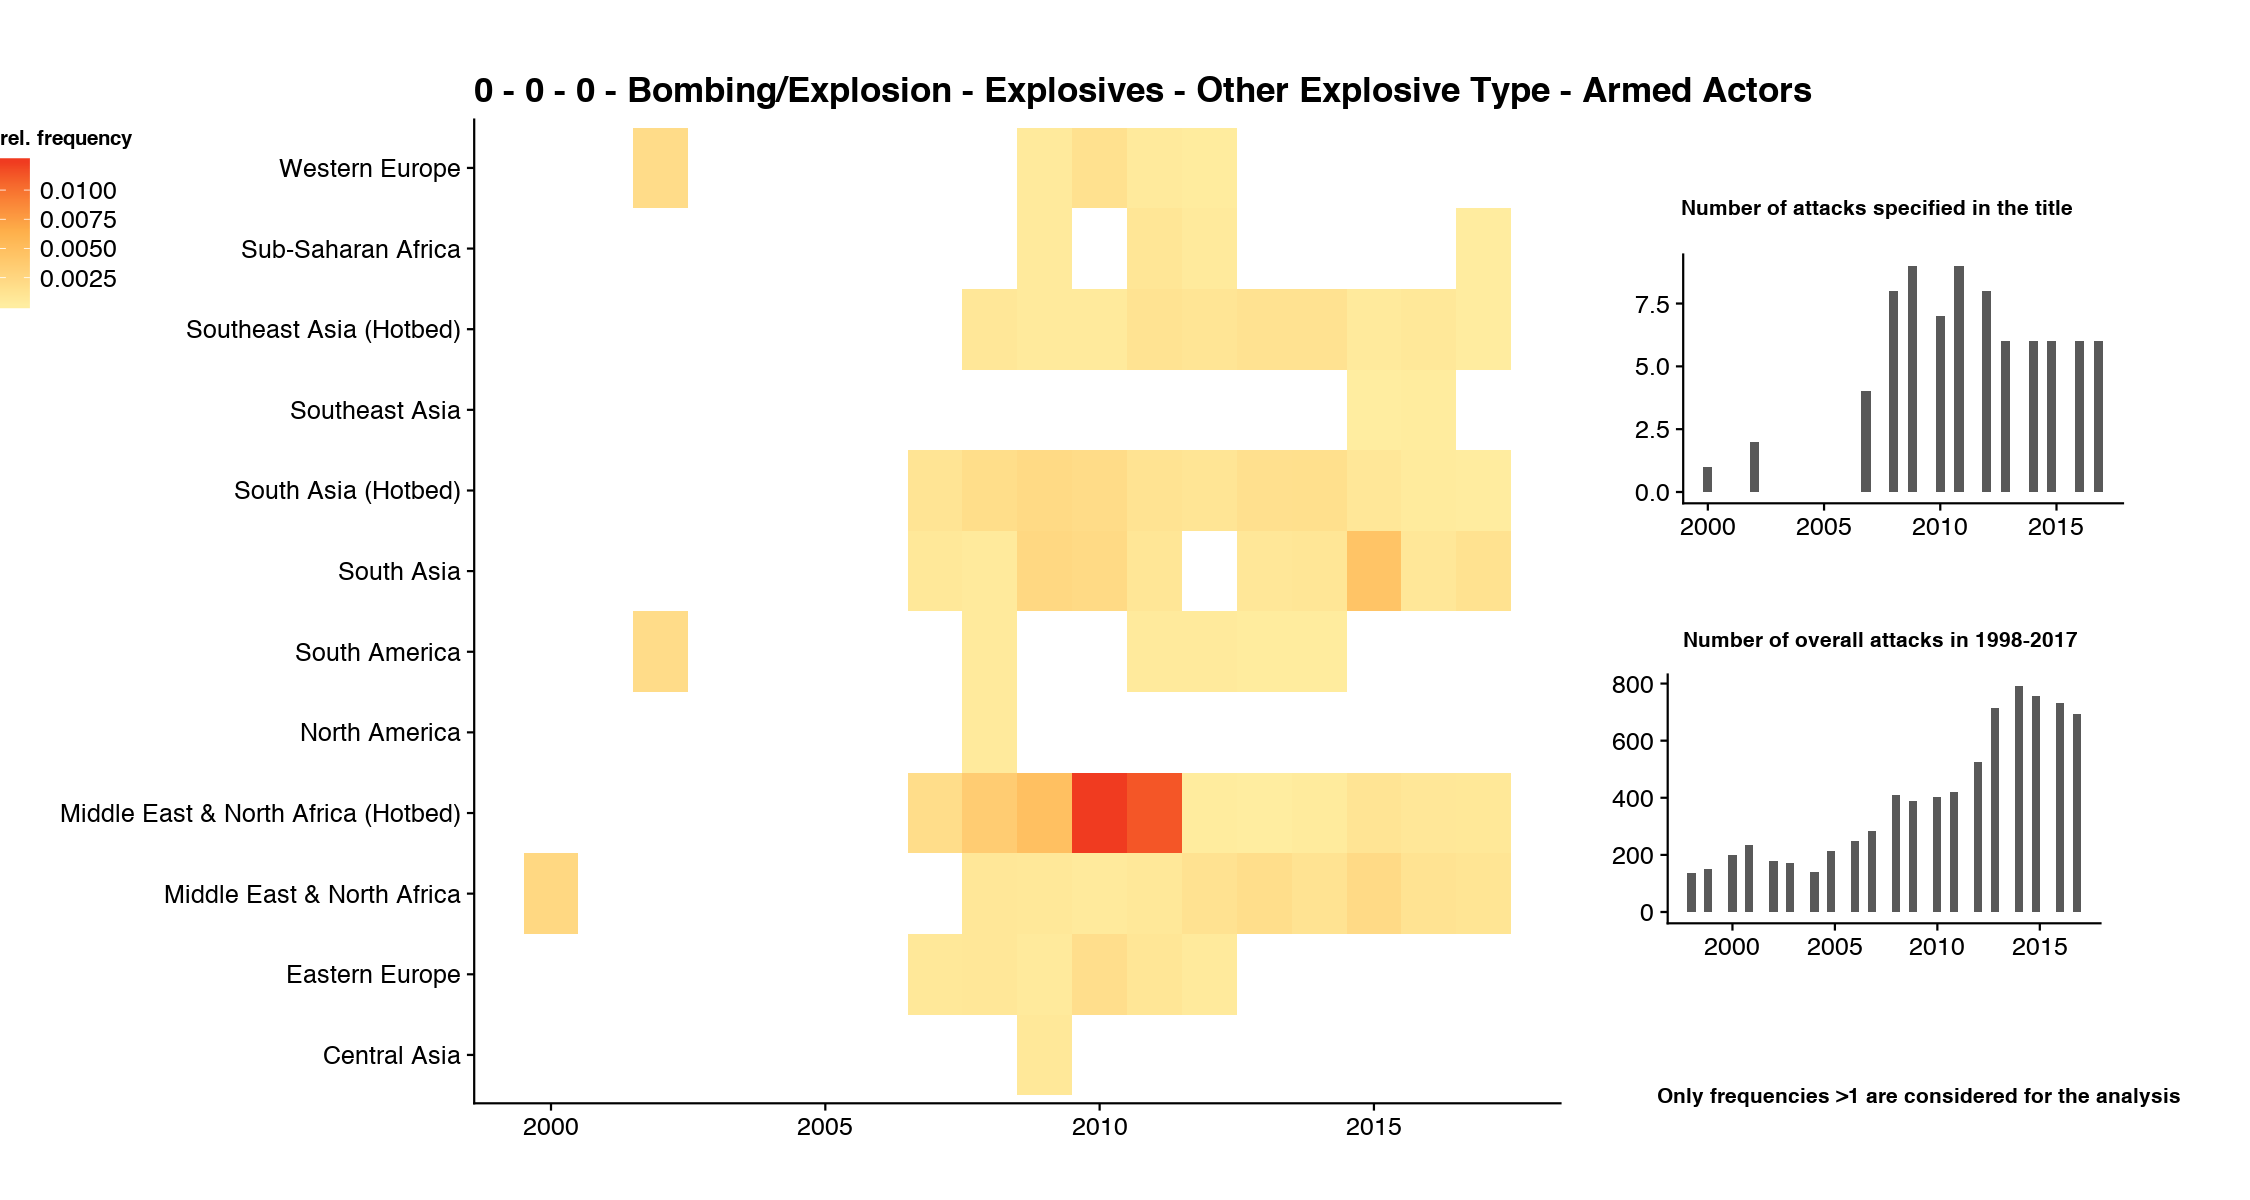 0 - 0 - 0 - Bombing/Explosion - Explosives - Other Explosive Type - Armed Actors
rel. frequency
0.0100
0.0075
0.0050
0.0025
Western Europe
Sub-Saharan Africa
Southeast Asia (Hotbed)
Southeast Asia
South Asia (Hotbed)
South Asia
South America
North America
Middle East & North Africa (Hotbed)
Middle East & North Africa
Eastern Europe
Central Asia
2000 2005 2010 2015
Number of attacks specified in the title
7.5
5.0
2.5
0.0
2000 2005 2010 2015
Number of overall attacks in 1998-2017
800
600
400
200
0
2000 2005 2010 2015
Only frequencies >1 are considered for the analysis